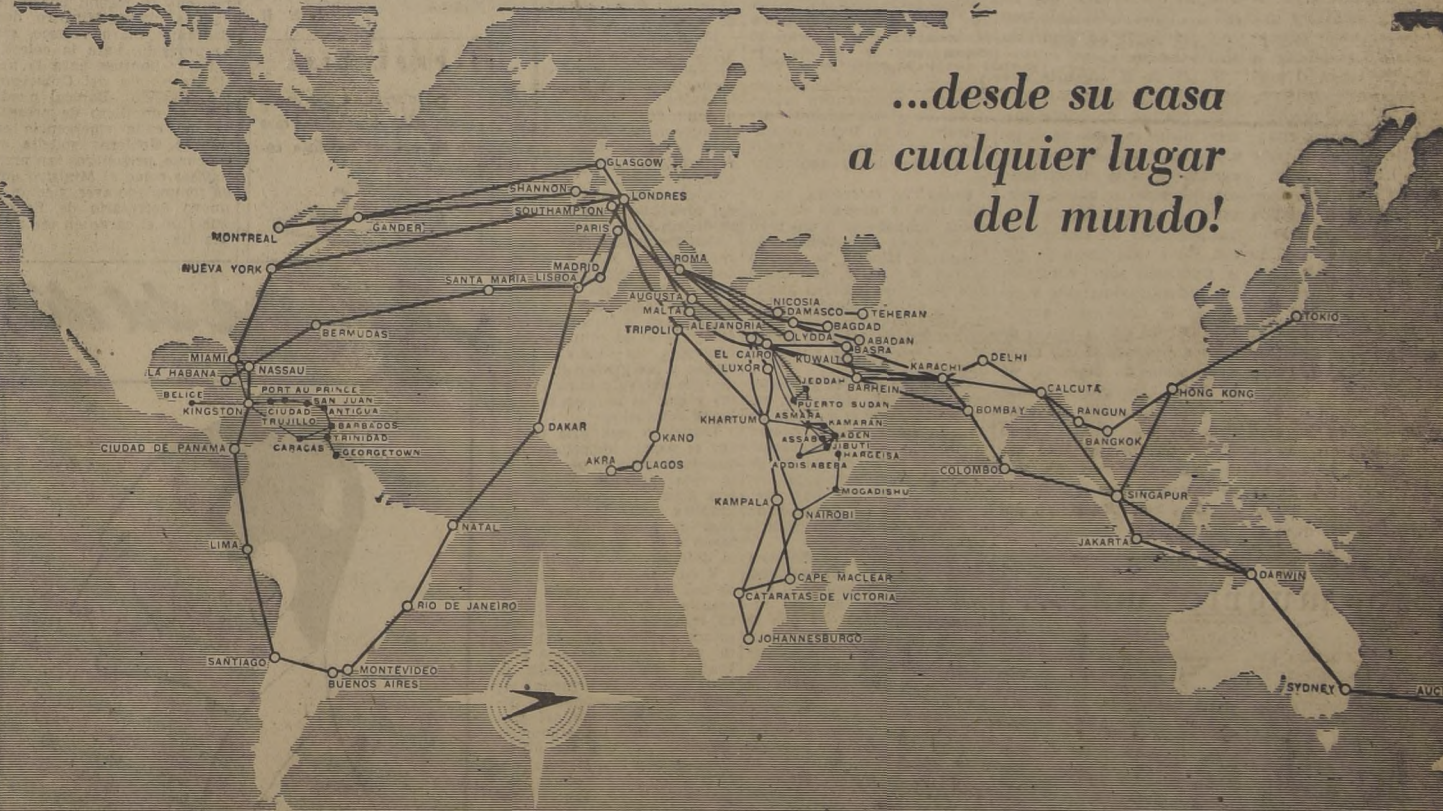 ...desde su casa
a cualquier lugar
del mundo!
GLASGOW
SHANNON
LONDRES
SOUTHAMPTON
PARIS
GANDER
MONTREAL
NUEVA YORK
ROMA
MADRID
SANTA MARIA
LISBOA
AUGUSTA
MALTA
NICOSIA
DAMASCO
TEHERAN
TOKIO
BERMUDAS
TRIPOLI
ALEJANDRIA
BAGDAD
LYDDA
ABADAN
BASRA
EL CAIRO
KUWAIT
MIAMI
LA HABANA
NASSAU
LUXOR
KARACHI
DELHI
JEDDAH
BAHREIN
CALCUTA
HONG KONG
BELICE
PORT AU PRINCE
SAN JUAN
KINGSTON
CIUDAD
TRUJILLO
ANTIGUA
PUERTO SUDAN
BOMBAY
RANGUN
KHARTUM
ASMARA
KAMARAN
BARBADOS
DAKAR
KANO
ASSAB
ADEN
BANGKOK
TRINIDAD
CIUDAD DE PANAMA
CARACAS
GEORGETOWN
JIBUTI
HARGEISA
AKRA
LAGOS
ADDIS ABEBA
COLOMBO
MOGADISHU
SINGAPUR
KAMPALA
NAIROBI
NATAL
LIMA
JAKARTA
CAPE MACLEAR
DARWIN
CATARATAS DE VICTORIA
RIO DE JANEIRO
JOHANNESBURGO
SANTIAGO
MONTEVIDEO
BUENOS AIRES
SYDNEY
AUC